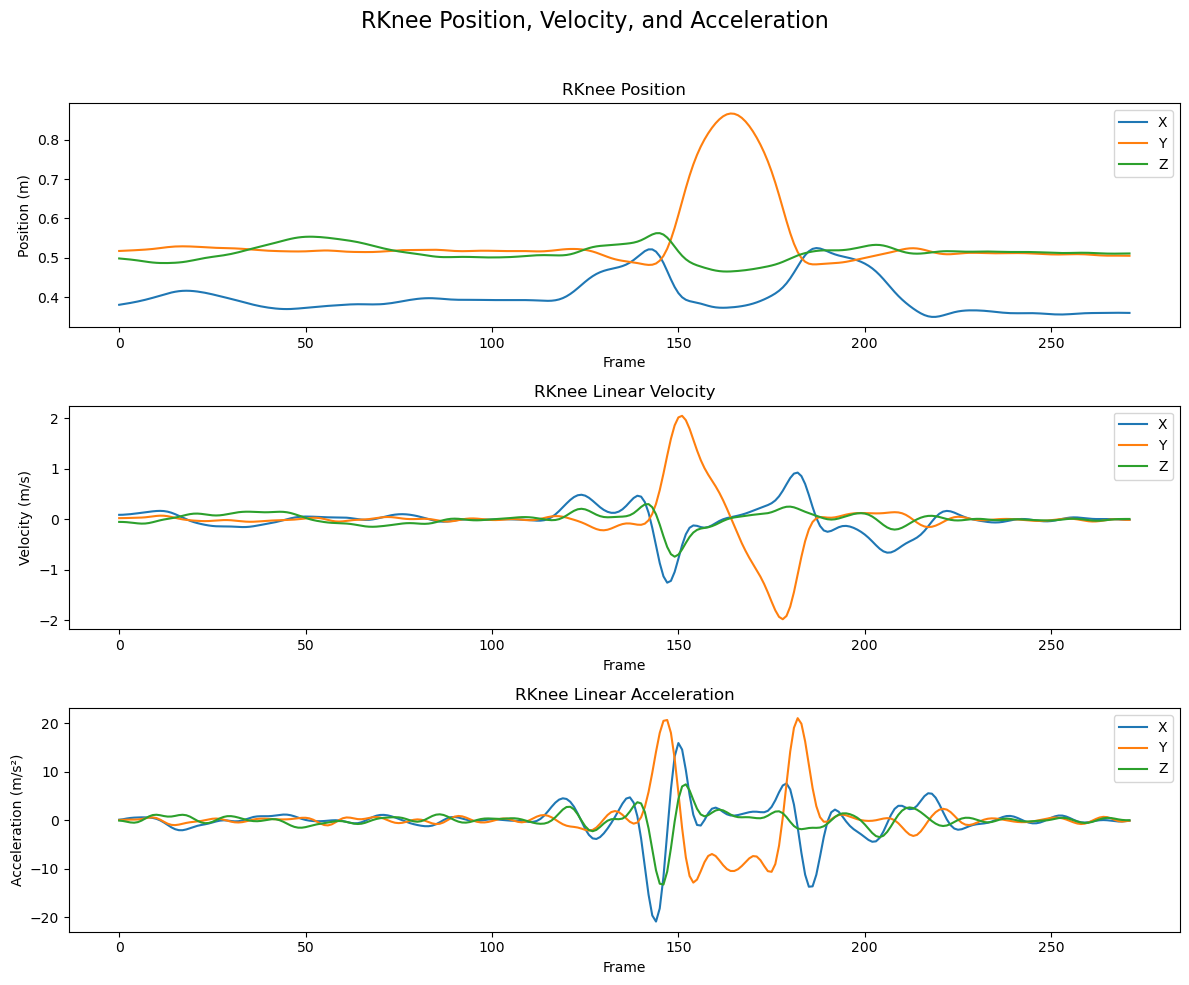 RKnee Position, Velocity, and Acceleration
RKnee Position
Position (m)
0.8
0.7
0.6
0.5
0.4
X
Y
Z
0 50 100 150 200 250
Frame
RKnee Linear Velocity
Velocity (m/s)
2
1
0
−1
−2
X
Y
Z
0 50 100 150 200 250
Frame
RKnee Linear Acceleration
Acceleration (m/s²)
20
10
0
−10
−20
X
Y
Z
0 50 100 150 200 250
Frame